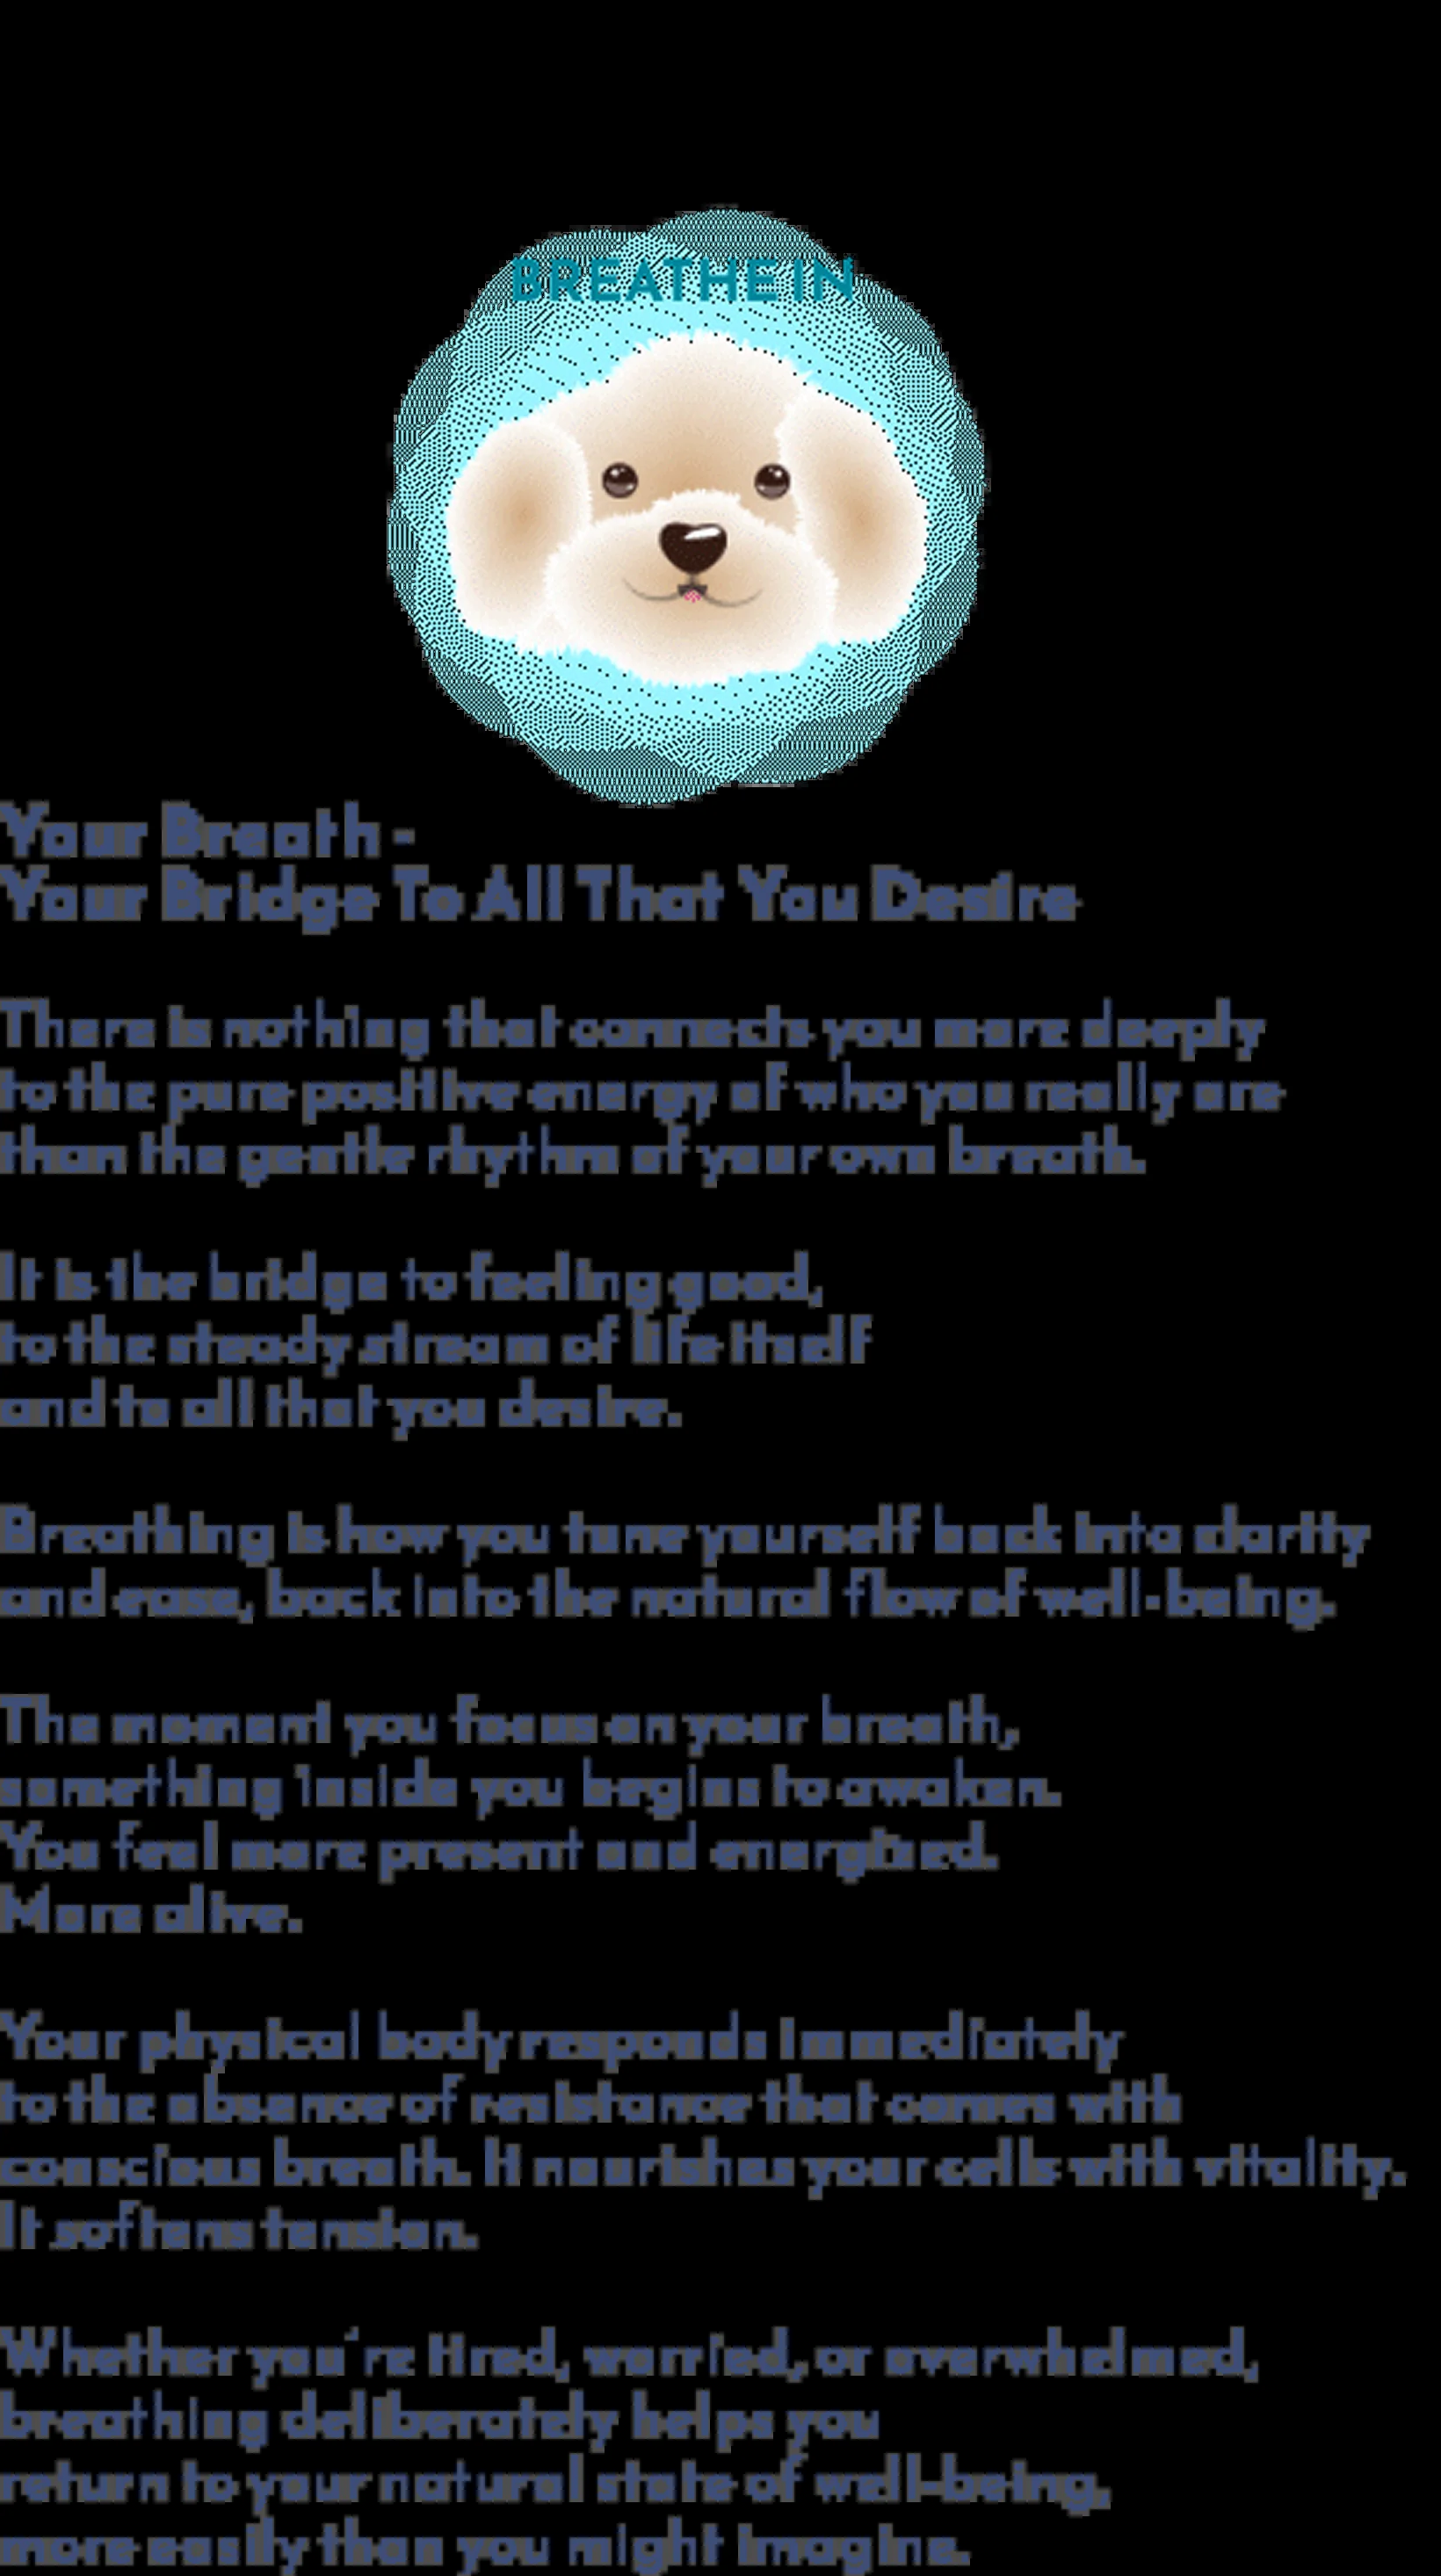 BREATHE IN
Your Breath -
Your Bridge To All That You Desire
There is nothing that connects you more deeply
to the pure positive energy of who you really are
than the gentle rhythm of your own breath.
It is the bridge to feeling good,
to the steady stream of life itself
and to all that you desire.
Breathing is how you tune yourself back into clarity
and ease, back into the natural flow of well-being.
The moment you focus on your breath,
something inside you begins to awaken.
You feel more present and energized.
More alive.
Your physical body responds immediately
to the absence of resistance that comes with
conscious breath. It nourishes your cells with vitality.
It softens tension.
Whether you're tired, worried, or overwhelmed,
breathing deliberately helps you
return to your natural state of well-being,
more easily than you might imagine.